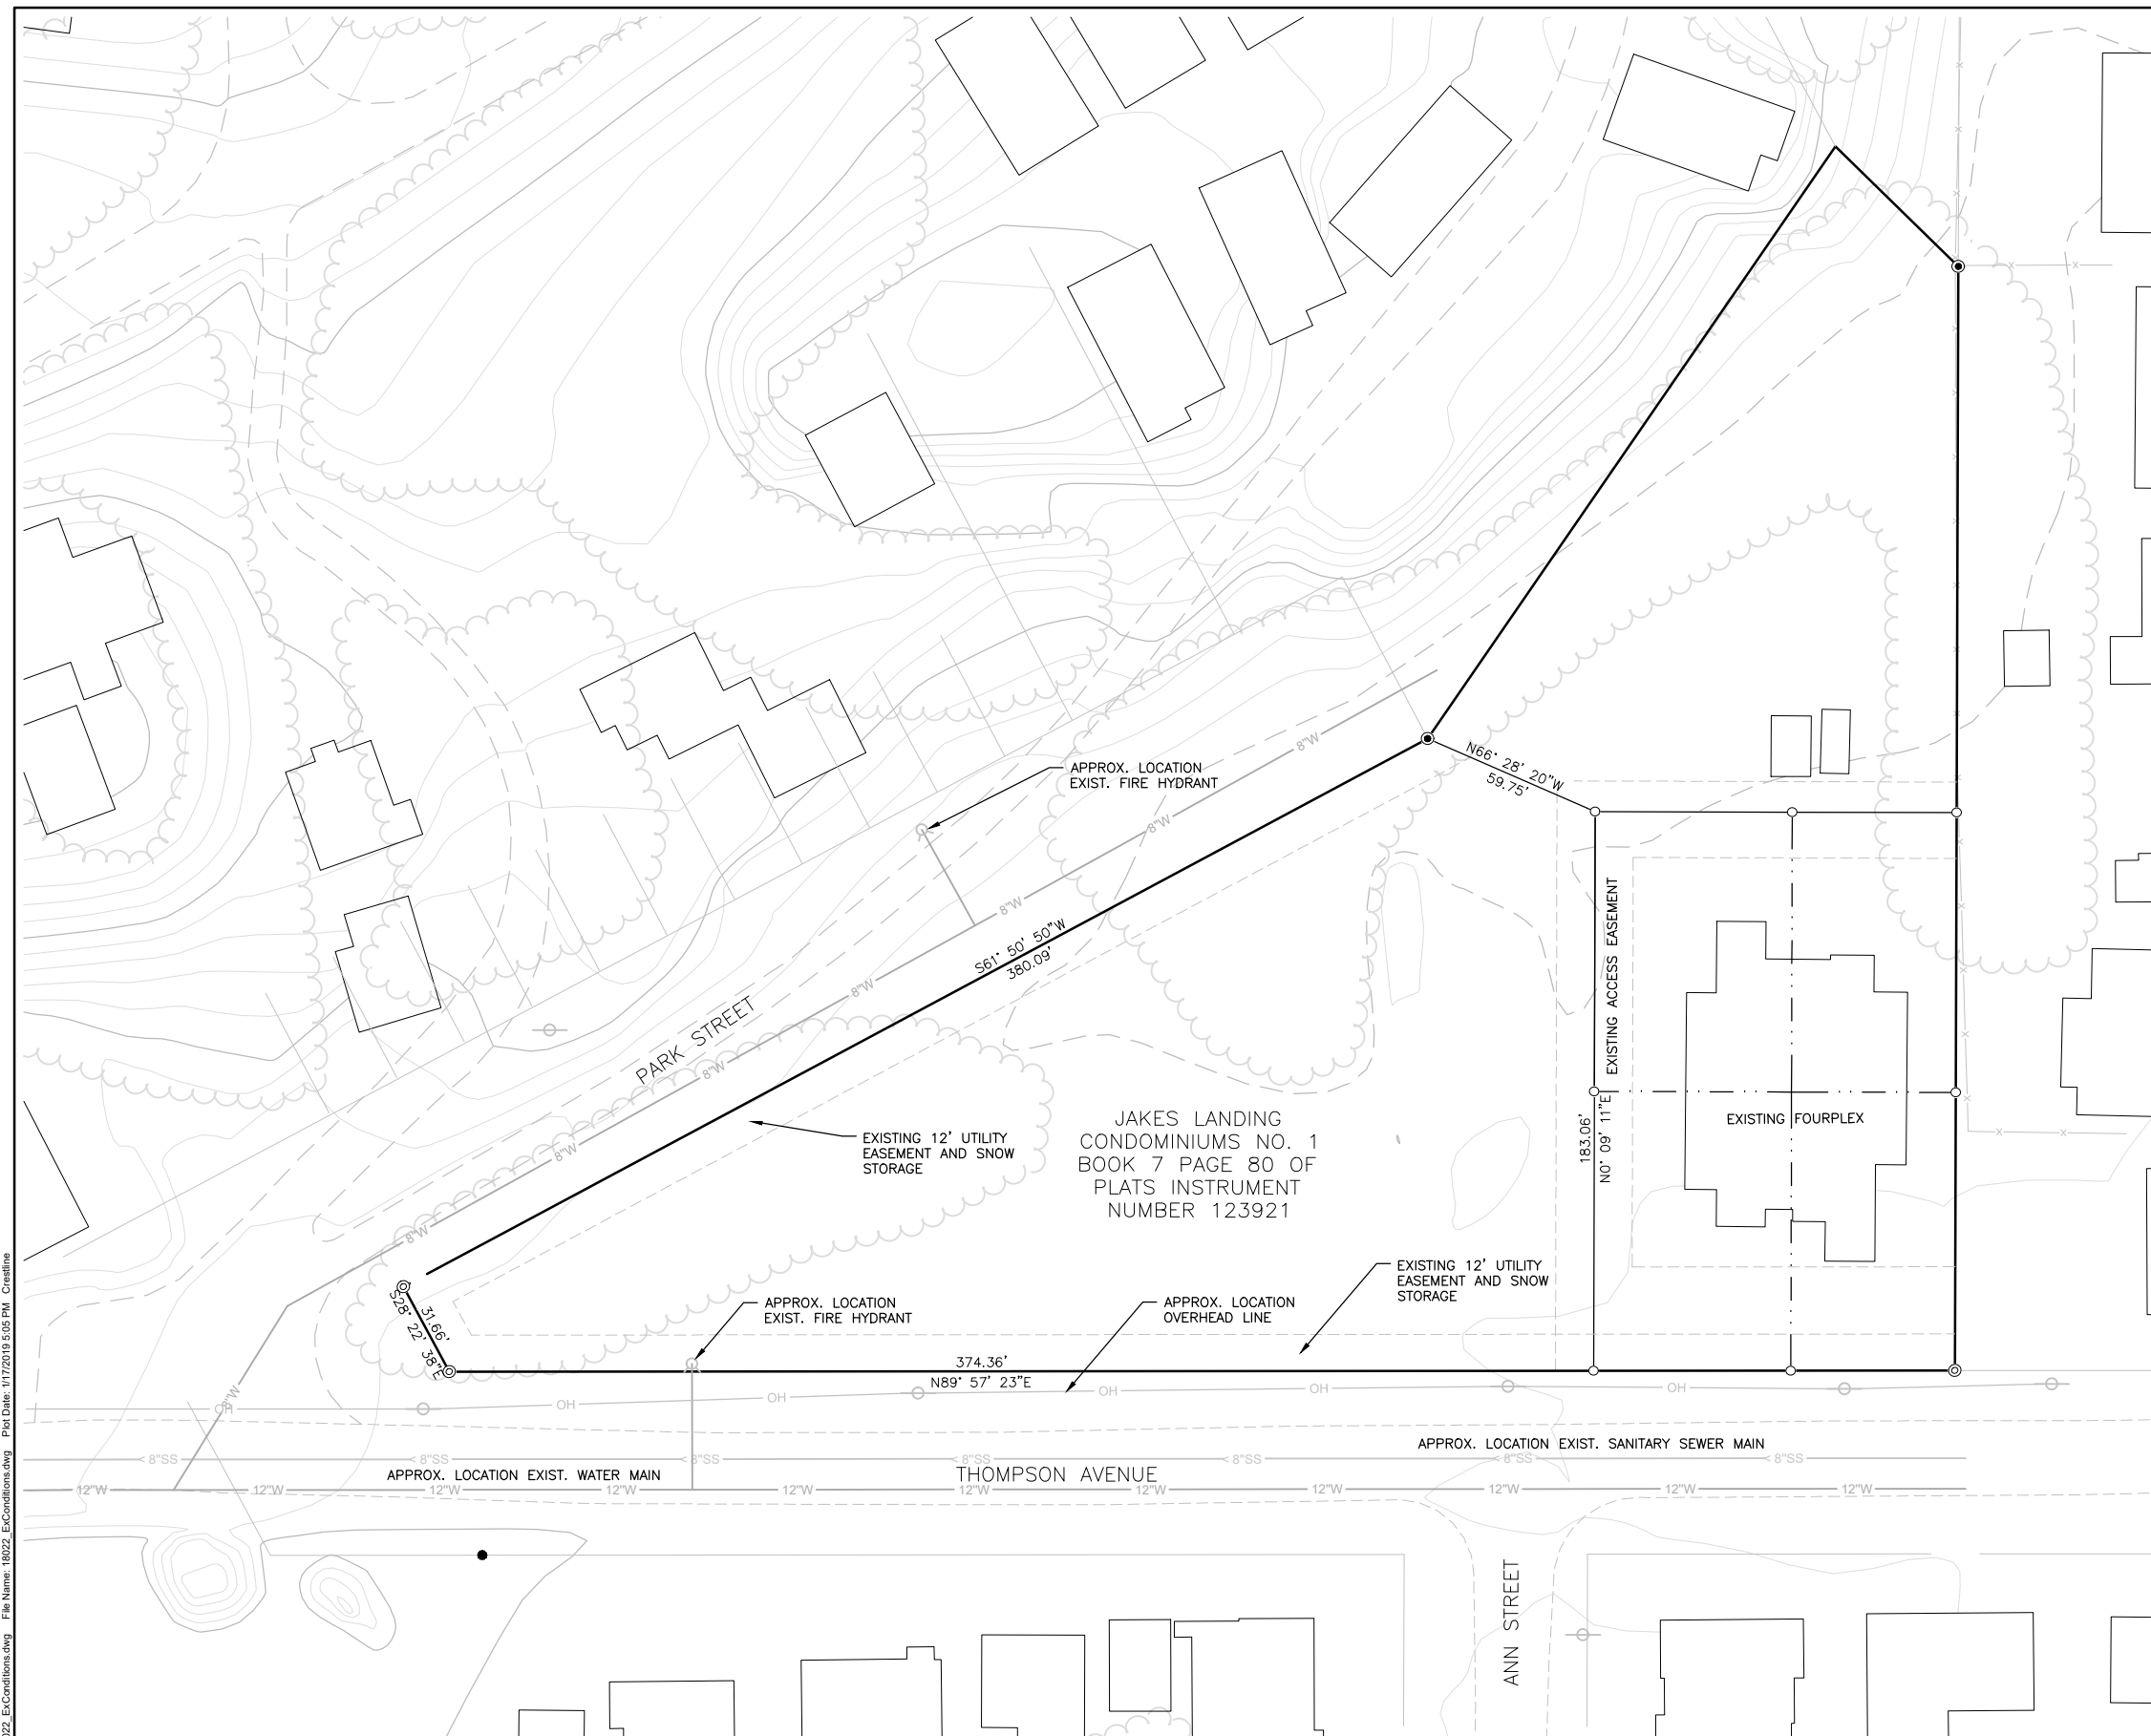 8"W
N66° 28' 20"W
59.75'
APPROX. LOCATION
EXIST. FIRE HYDRANT
8"W
EXISTING ACCESS EASEMENT
8"W
S61° 50' 50"W
380.09'
8"W
PARK STREET
8"W
8"W
8"W
EXISTING 12' UTILITY
EASEMENT AND SNOW
STORAGE
JAKES LANDING
CONDOMINIUMS NO. 1
BOOK 7 PAGE 80 OF
PLATS INSTRUMENT
NUMBER 123921
183.06'
N0° 09' 11"E
EXISTING FOURPLEX
EXISTING 12' UTILITY
EASEMENT AND SNOW
STORAGE
APPROX. LOCATION
EXIST. FIRE HYDRANT
APPROX. LOCATION
OVERHEAD LINE
31.66'
S28° 22' 38"E
374.36'
N89° 57' 23"E
8"W
OH OH OH OH OH OH
APPROX. LOCATION EXIST. SANITARY SEWER MAIN
8"SS 8"SS 8"SS 8"SS 8"SS 8"SS 8"SS
APPROX. LOCATION EXIST. WATER MAIN
THOMPSON AVENUE
12"W 12"W 12"W 12"W 12"W 12"W 12"W 12"W 12"W 12"W 12"W
ANN STREET
22_ExConditions.dwg File Name: 18022_ExConditions.dwg Plot Date: 1/17/2019 5:05 PM Crestline